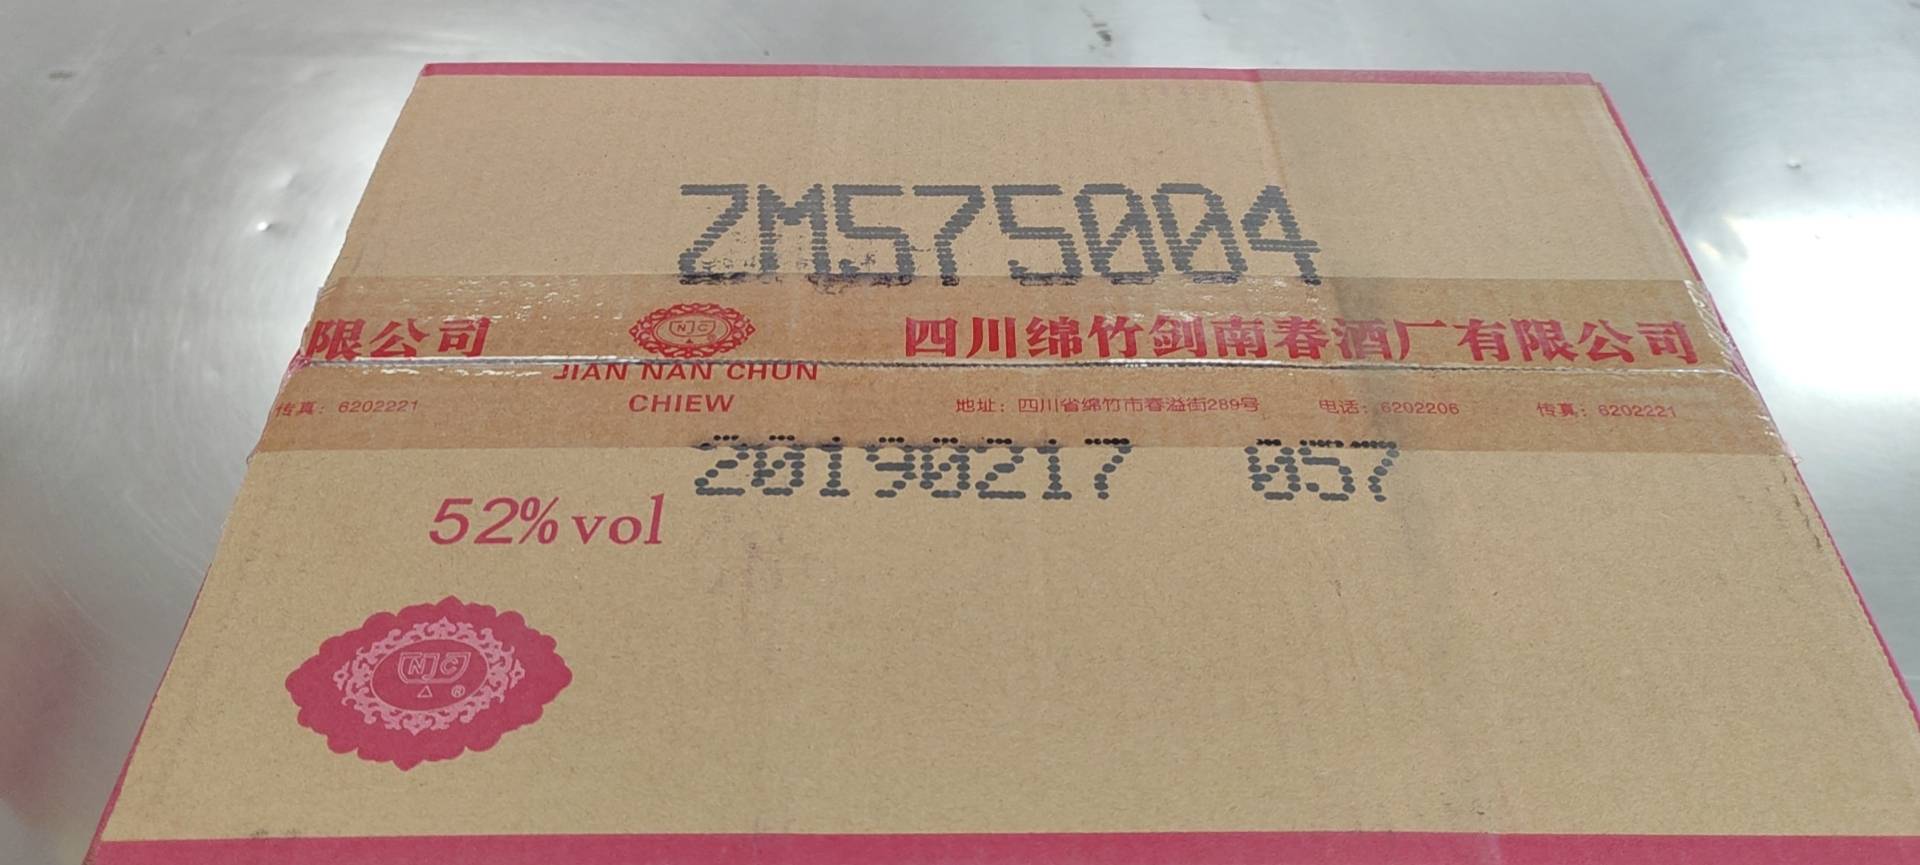 ZM575004
限公司
NJC
四川绵竹剑南春酒厂有限公司
JIAN NAN CHUN
CHIEW
传真：6202221
地址：四川省绵竹市春溢街289号
电话：6202206
传真：6202221
20190217 057
52%vol
NJC
®